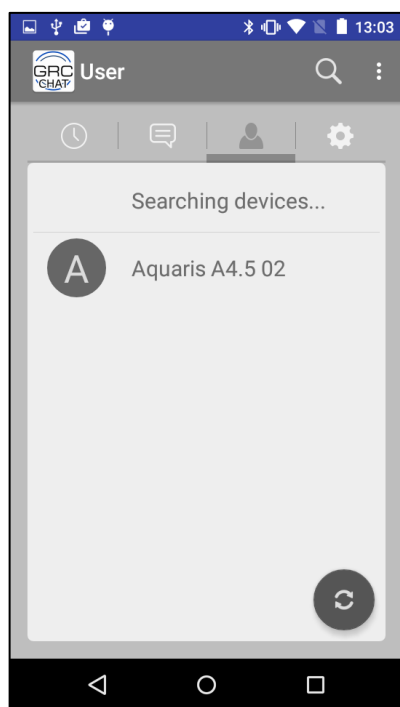 13:03
GRC
CHAT
User
Searching devices...
A
Aquaris A4.5 02